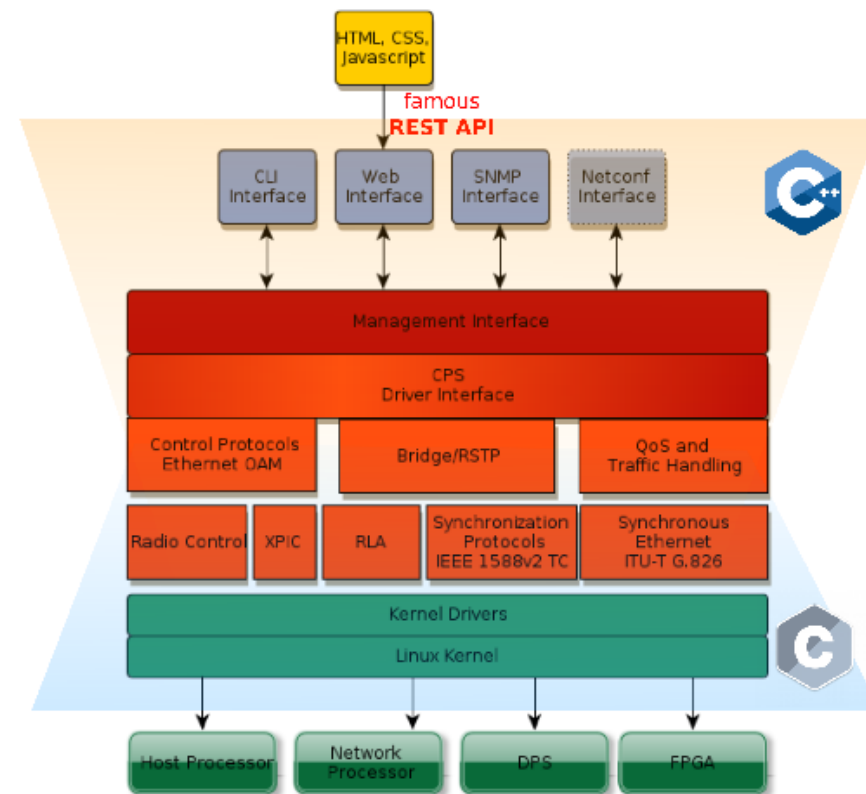 HTML, CSS,
Javascript
famous
REST API
CLI
Interface
Web
Interface
SNMP
Interface
Netconf
Interface
C++
Management Interface
CPS
Driver Interface
Control Protocols
Ethernet OAM
Bridge/RSTP
QoS and
Traffic Handling
Radio Control
XPIC
RLA
Synchronization
Protocols
IEEE 1588v2 TC
Synchronous
Ethernet
ITU-T G.826
Kernel Drivers
C
Linux Kernel
Host Processor
Network
Processor
DPS
FPGA